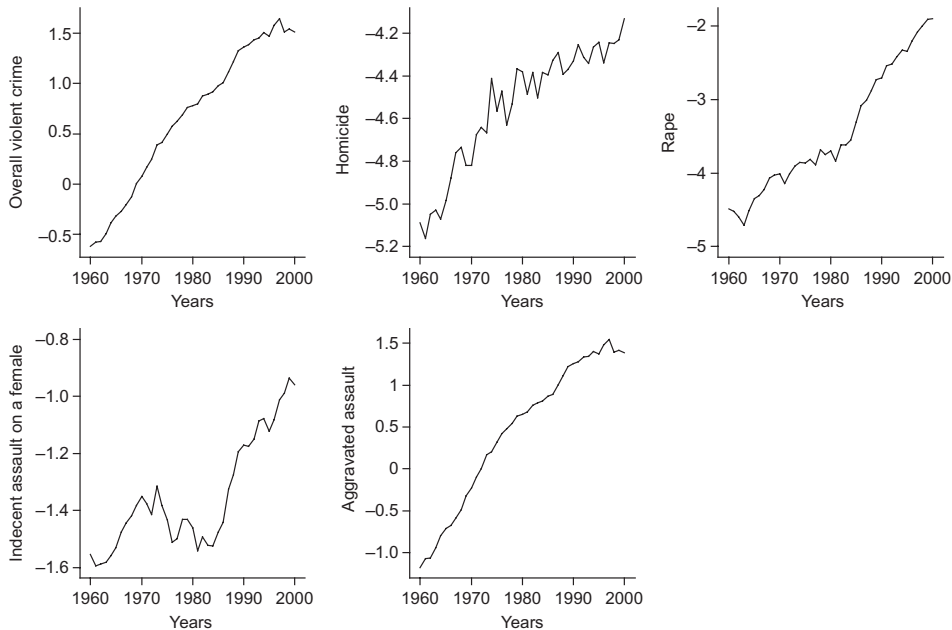 Overall violent crime
1.5
1.0
0.5
0
–0.5
1960 1970 1980 1990 2000
Years
Homicide
–4.2
–4.4
–4.6
–4.8
–5.0
–5.2
1960 1970 1980 1990 2000
Years
Rape
–2
–3
–4
–5
1960 1970 1980 1990 2000
Years
Indecent assault on a female
–0.8
–1.0
–1.2
–1.4
–1.6
1960 1970 1980 1990 2000
Years
Aggravated assault
1.5
1
0.5
0
–0.5
–1.0
1960 1970 1980 1990 2000
Years